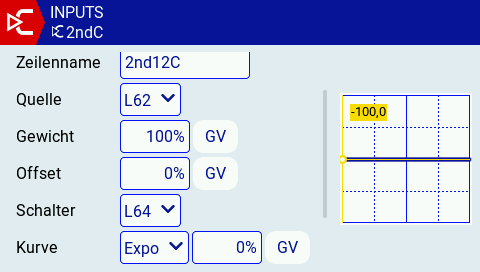 INPUTS
2ndC
Zeilenname 2nd12C
Quelle L62
Gewicht 100% GV
Offset 0% GV
Schalter L64
Kurve Expo 0% GV
-100,0